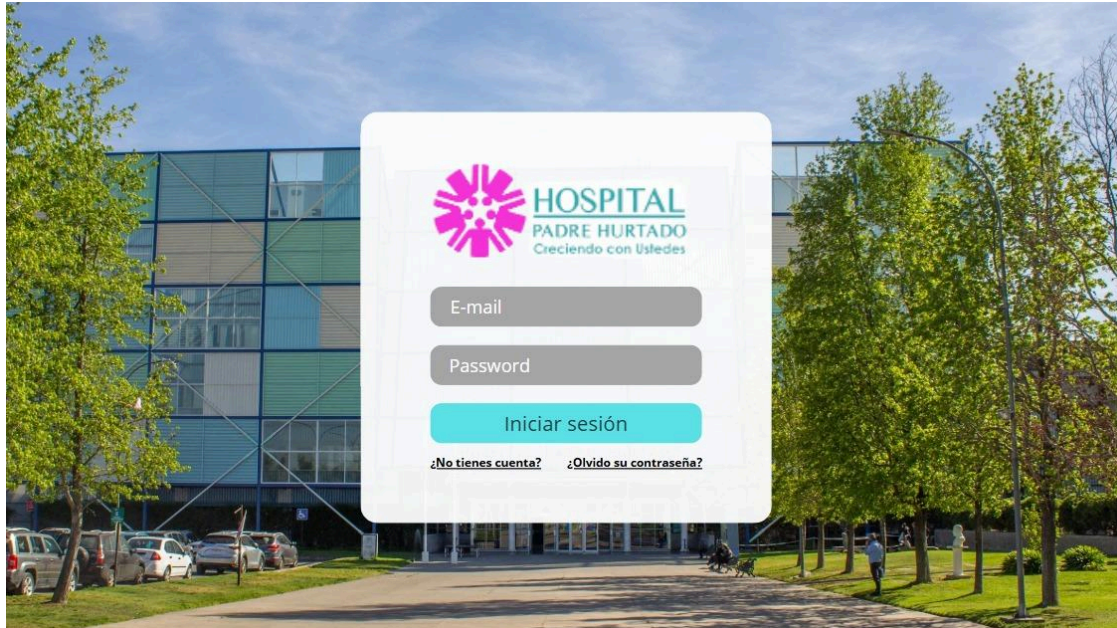 HOSPITAL
PADRE HURTADO
Creciendo con Ustedes
E-mail
Password
Iniciar sesión
¿No tienes cuenta? ¿Olvido su contraseña?